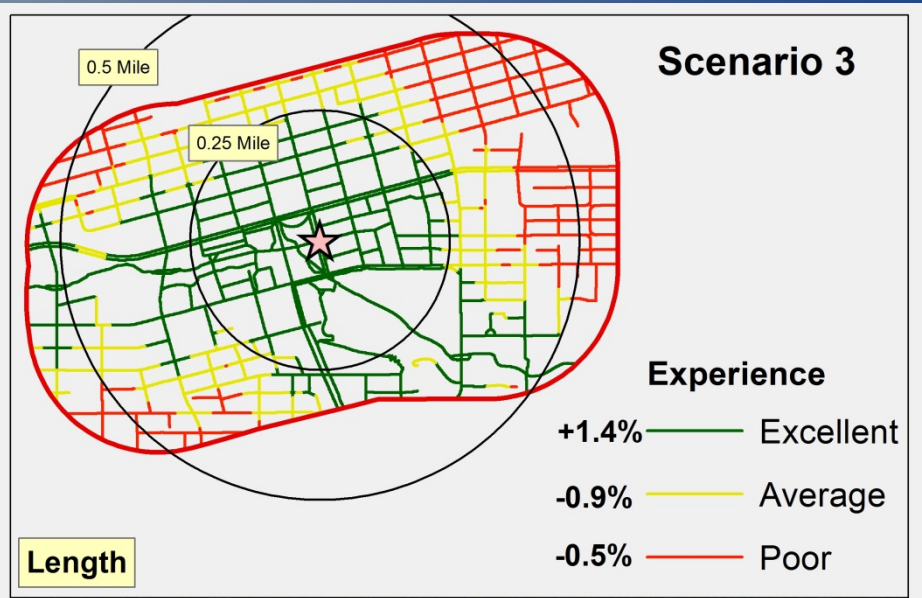 0.5 Mile
Scenario 3
0.25 Mile
Experience
+1.4% Excellent
-0.9% Average
-0.5% Poor
Length